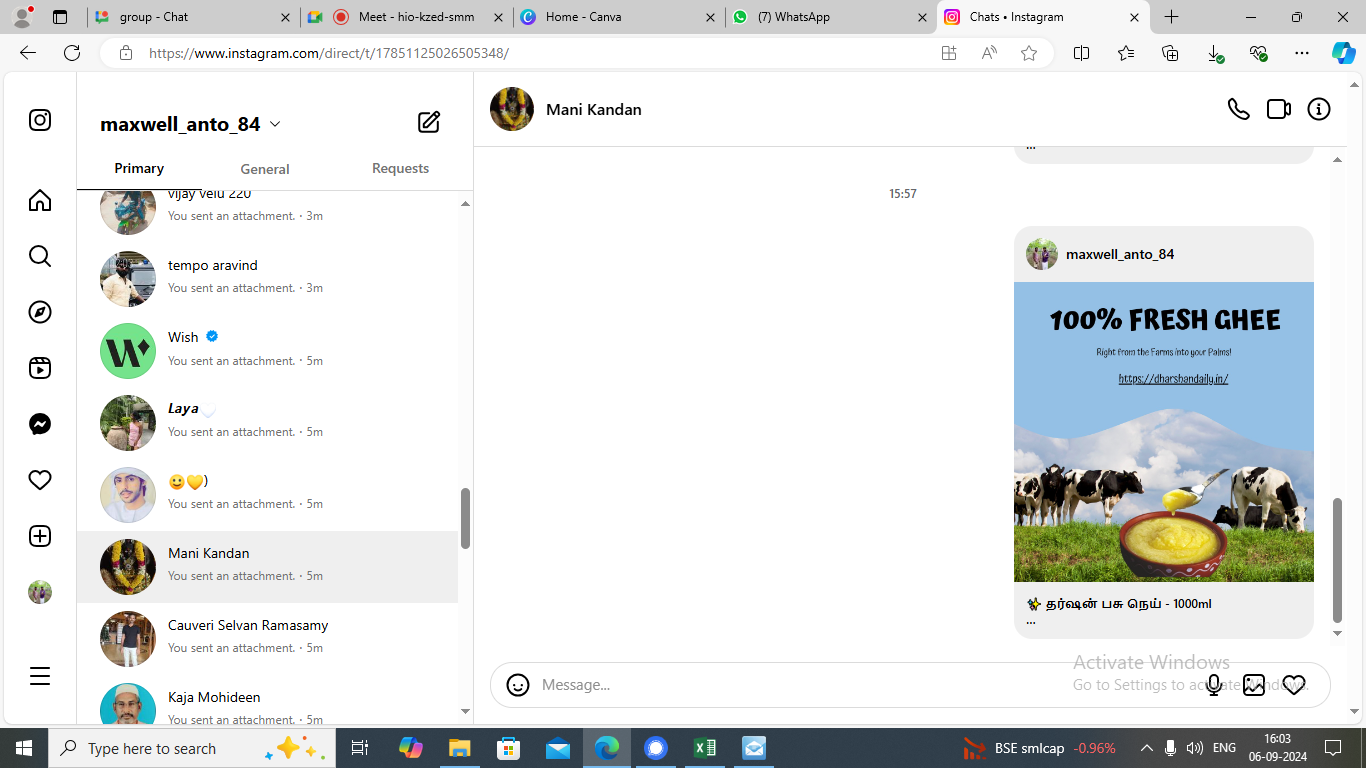 group - Chat
Meet - hio-kzed-smm
Home - Canva
(7) WhatsApp
Chats • Instagram
https://www.instagram.com/direct/t/17851125026505348/
maxwell_anto_84
Primary
General
Requests
vijay velu 220
You sent an attachment. · 3m
tempo aravind
You sent an attachment. · 3m
Wish
You sent an attachment. · 5m
Laya
You sent an attachment. · 5m
🙂💛)
You sent an attachment. · 5m
Mani Kandan
You sent an attachment. · 5m
Cauveri Selvan Ramasamy
You sent an attachment. · 5m
Kaja Mohideen
You sent an attachment. · 5m
Mani Kandan
...
15:57
maxwell_anto_84
100% FRESH GHEE
Right from the Farms into your Palms!
https://dharshandaily.in/
✨ தர்ஷன் பசு நெய் - 1000ml
...
Message...
Activate Windows
Go to Settings to activate Windows.
Type here to search
BSE smlcap -0.96%
ENG
16:03
06-09-2024